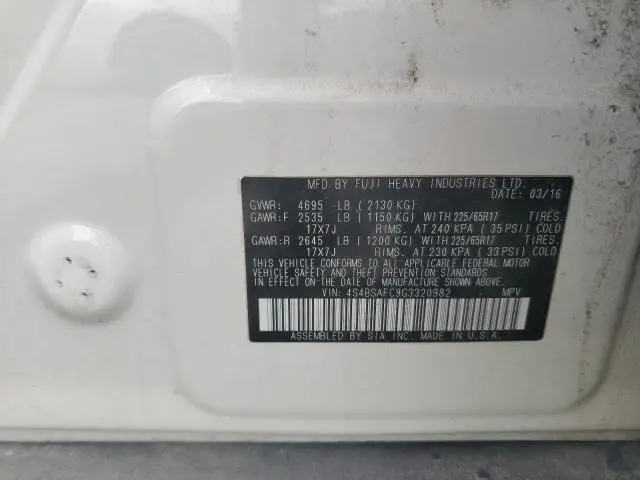 MFD BY FUJI HEAVY INDUSTRIES LTD.
DATE: 03/16
GVWR: 4695 -LB ( 2130 KG)
GAWR:F 2535 LB ( 1150 KG) WITH 225/65R17 TIRES.
17X7J RIMS. AT 240 KPA ( 35 PSI) COLD
GAWR:R 2645 LB ( 1200 KG) WITH 225/65R17 TIRES.
17X7J RIMS. AT 230 KPA ( 33 PSI) COLD
THIS VEHICLE CONFORMS TO ALL APPLICABLE FEDERAL MOTOR
VEHICLE SAFETY AND THEFT PREVENTION STANDARDS
IN EFFECT ON THE DATE OF MANUFACTURE SHOWN ABOVE.
VIN: 4S4BSAFC9G3320982 MPV
ASSEMBLED BY SIA INC. MADE IN U.S.A.